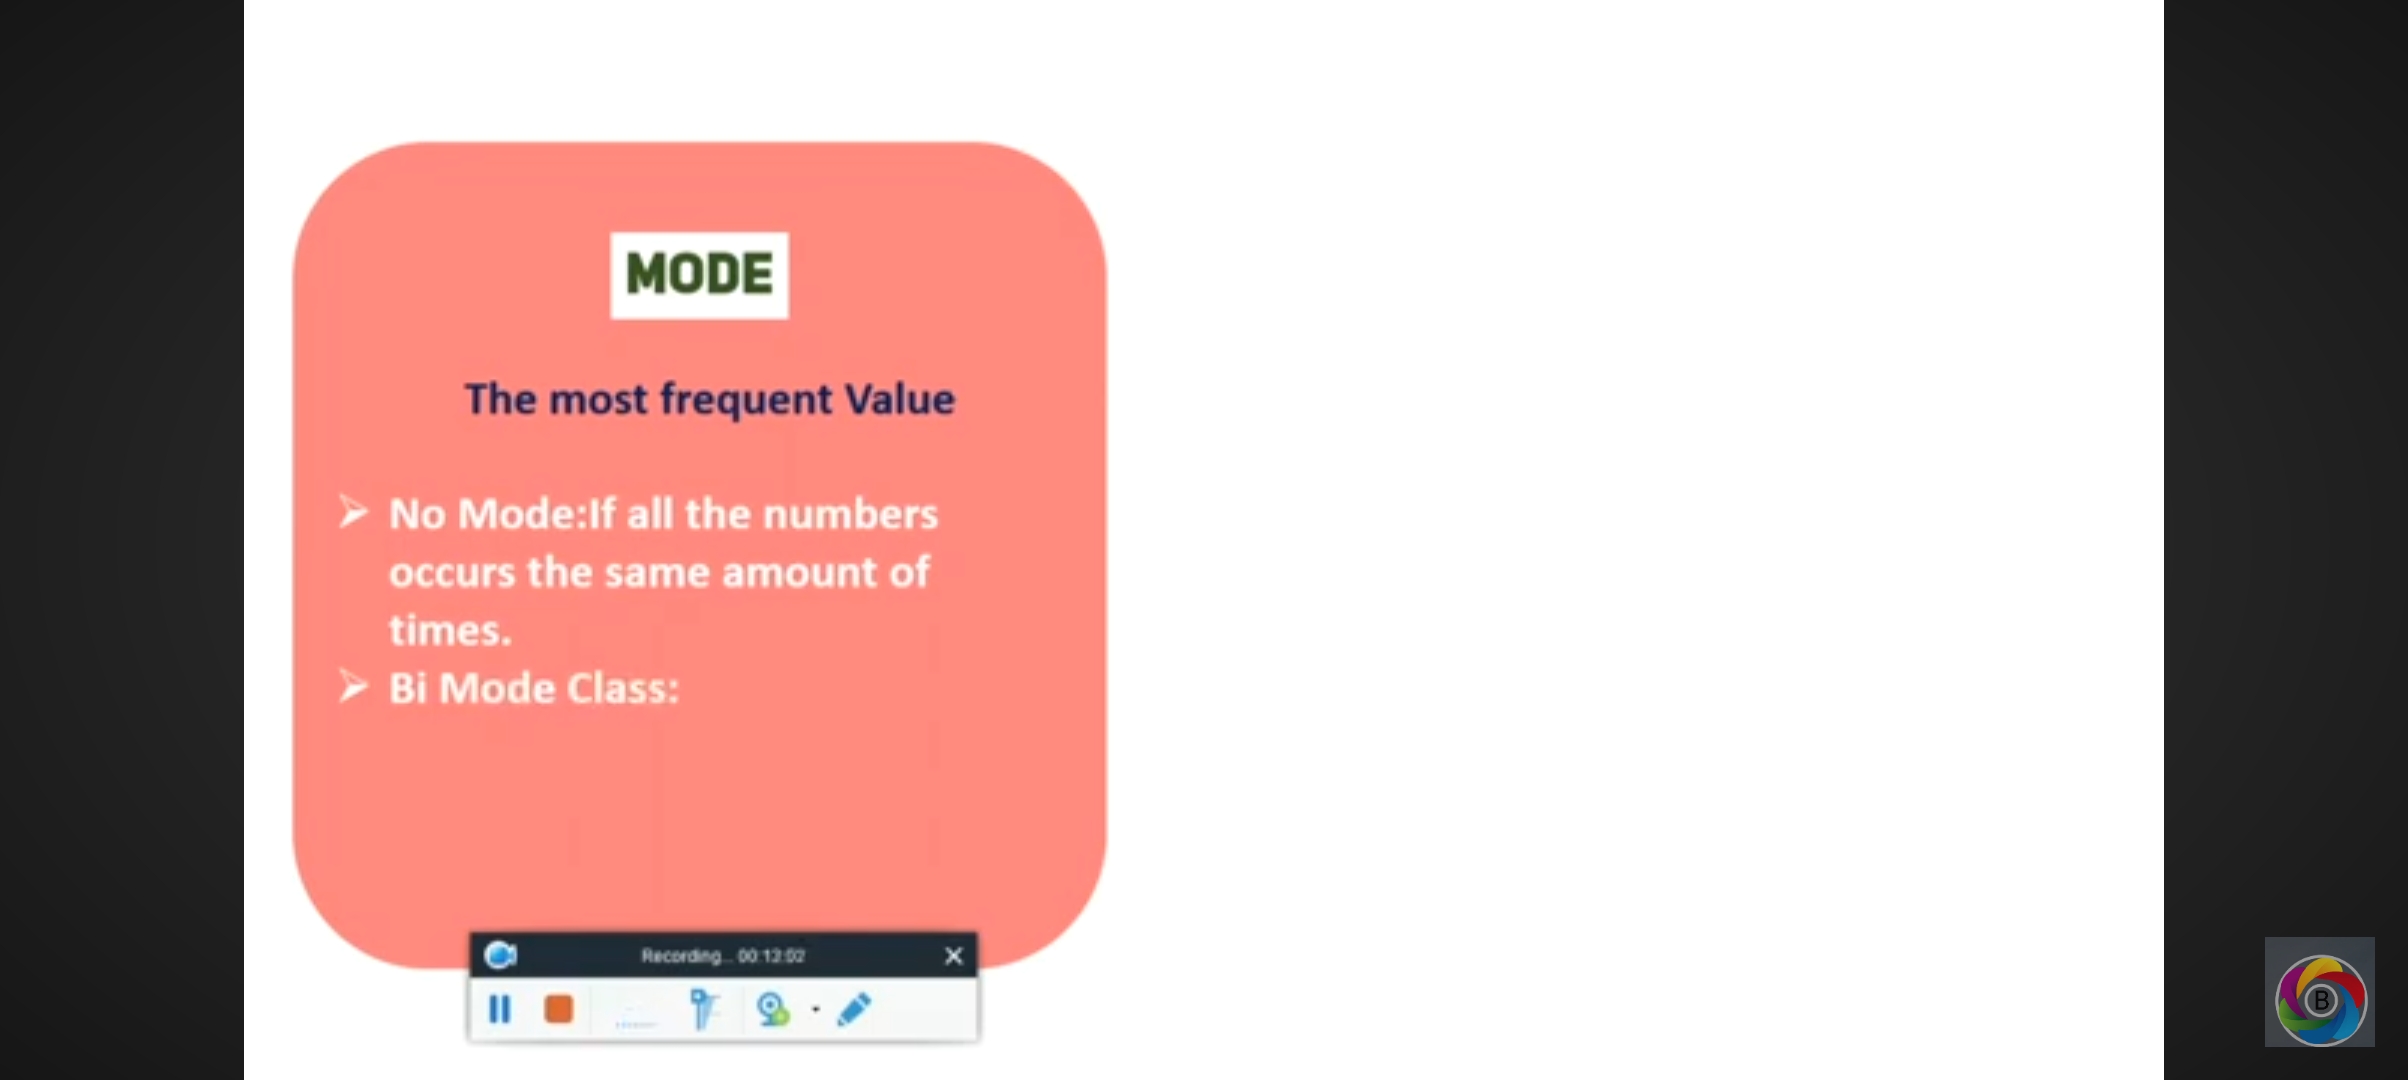 MODE
The most frequent Value
➢ No Mode:If all the numbers
occurs the same amount of
times.
➢ Bi Mode Class:
Recording... 00:12:02
B